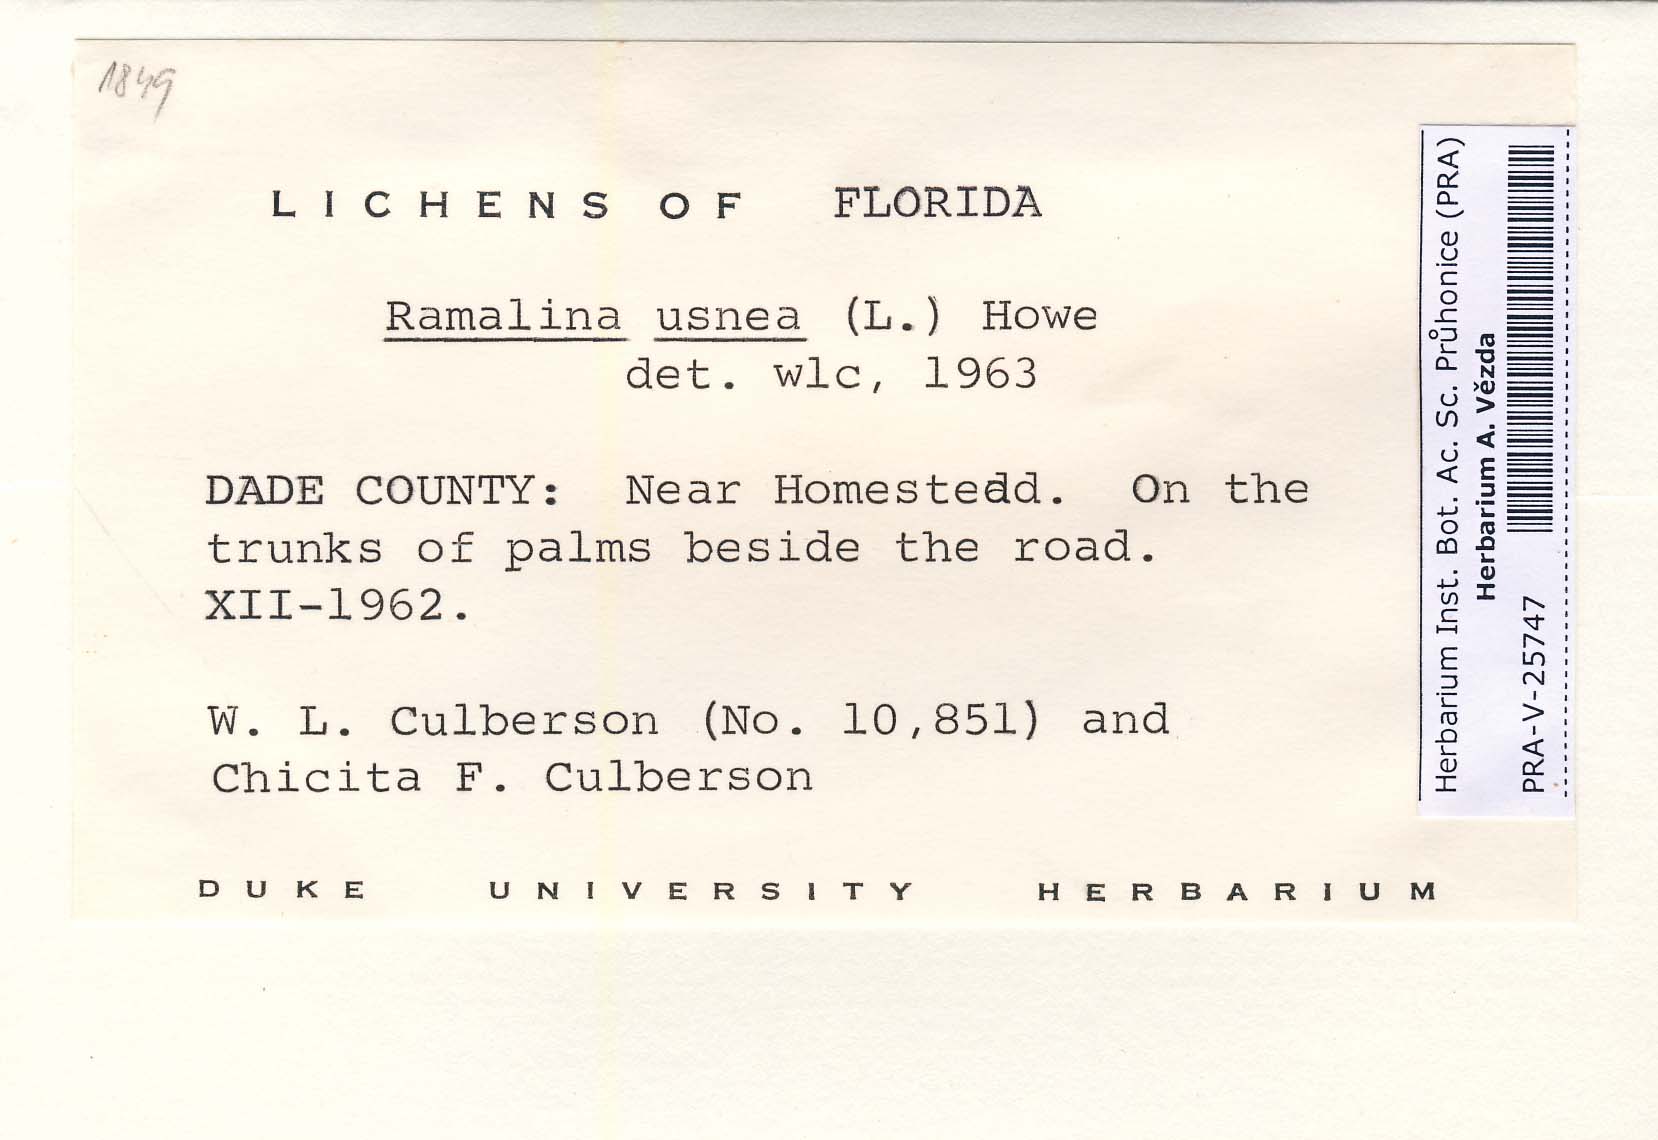 1849
LICHENS OF FLORIDA
Ramalina usnea (L.) Howe
det. wlc, 1963
DADE COUNTY: Near Homestedd. On the
trunks of palms beside the road.
XII-1962.
W. L. Culberson (No. 10,851) and
Chicita F. Culberson
DUKE UNIVERSITY HERBARIUM
Herbarium Inst. Bot. Ac. Sc. Průhonice (PRA)
Herbarium A. Vězda
PRA-V-25747